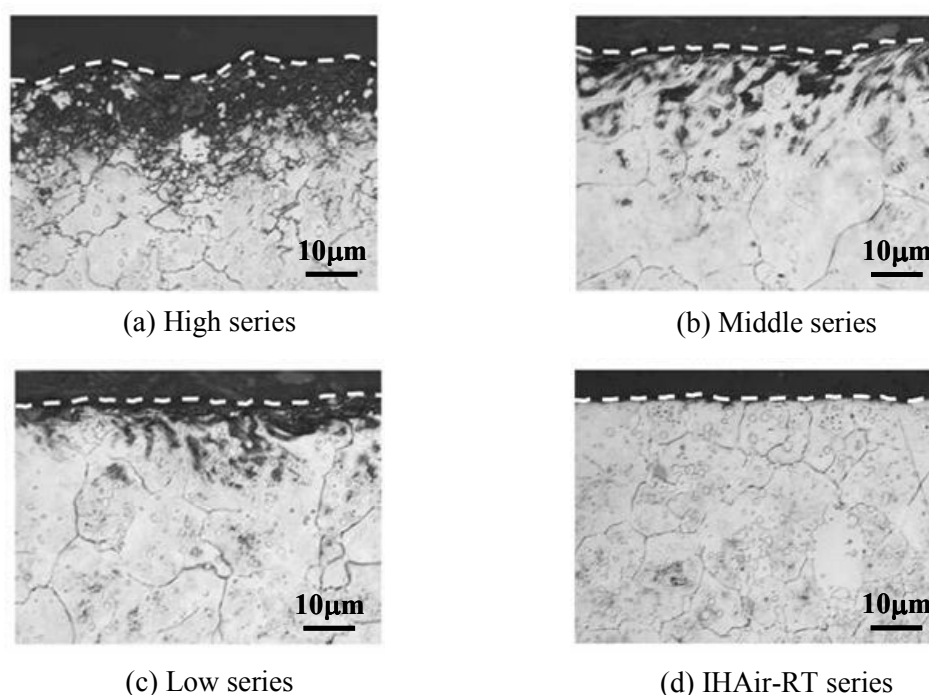 10µm
10µm
(a) High series
(b) Middle series
10µm
10µm
(c) Low series
(d) IHAir-RT series